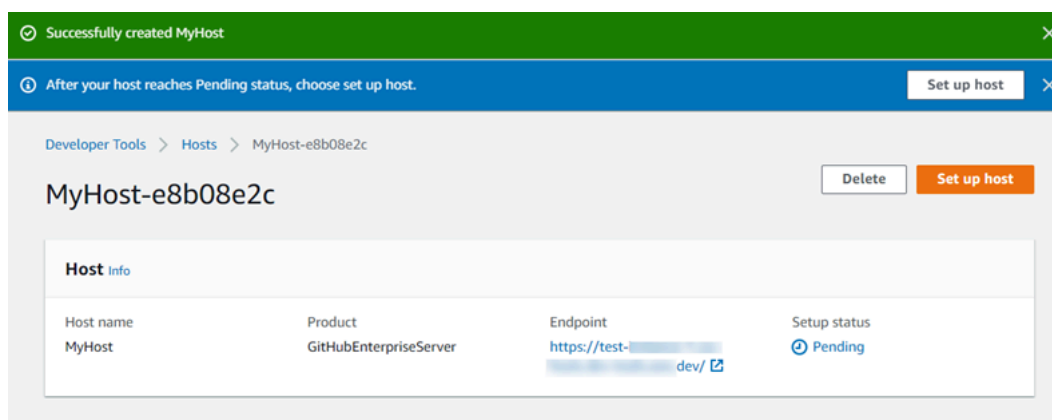 Successfully created MyHost
After your host reaches Pending status, choose set up host.
Set up host
Developer Tools > Hosts > MyHost-e8b08e2c
MyHost-e8b08e2c
Delete
Set up host
Host Info
Host name
MyHost
Product
GitHubEnterpriseServer
Endpoint
https://test-
dev/
Setup status
Pending